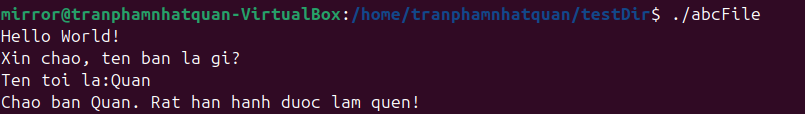 mirror@tranphamnhatquan-VirtualBox:/home/tranphamnhatquan/testDir$ ./abcFile
Hello World!
Xin chao, ten ban la gi?
Ten toi la:Quan
Chao ban Quan. Rat han hanh duoc lam quen!